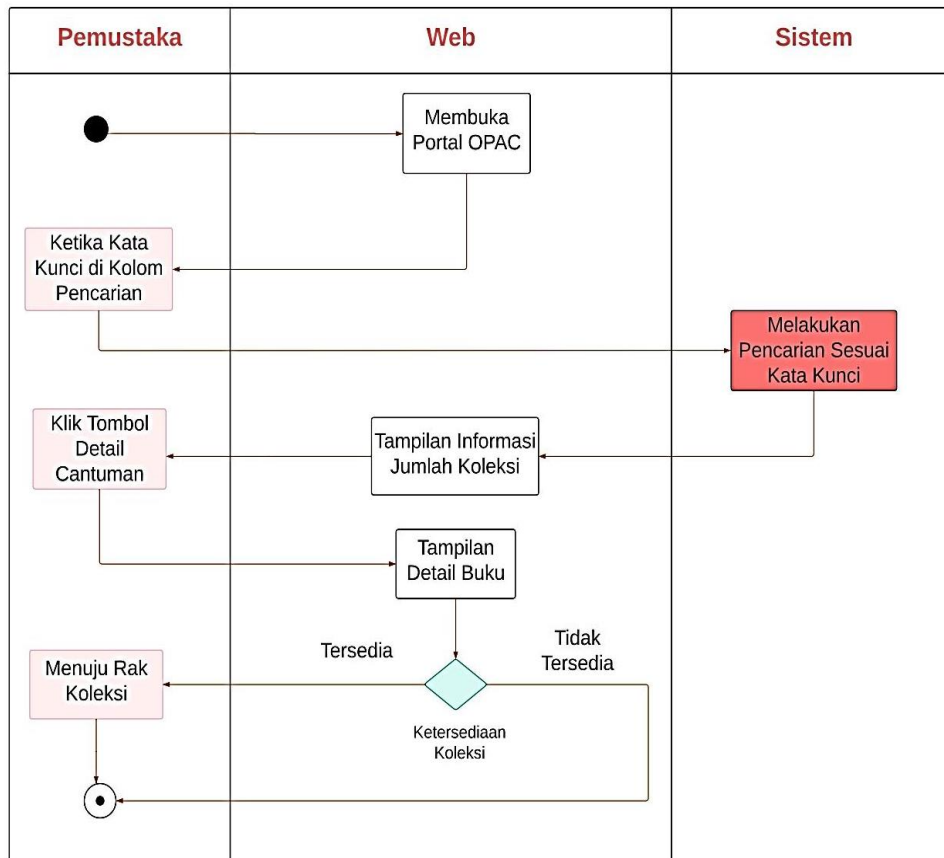 Pemustaka
Web
Sistem
Membuka
Portal OPAC
Ketika Kata
Kunci di Kolom
Pencarian
Melakukan
Pencarian Sesuai
Kata Kunci
Tampilan Informasi
Jumlah Koleksi
Klik Tombol
Detail
Cantuman
Tampilan
Detail Buku
Tersedia
Tidak
Tersedia
Ketersediaan
Koleksi
Menuju Rak
Koleksi